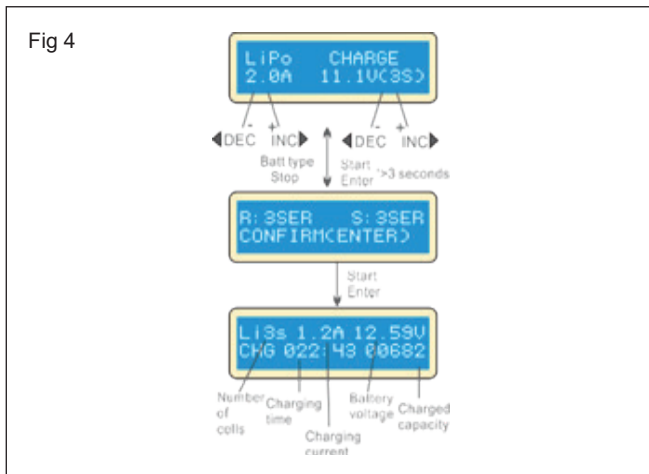 Fig 4
LiPo CHARGE
2.0A 11.1V(3S)
- + - +
◀DEC INC▶ ◀DEC INC▶
Batt type
Stop
Start
Enter
>3 seconds
R:3SER S:3SER
CONFIRM(ENTER)
Start
Enter
Li3s 1.2A 12.59V
CHG 022:43 00682
Number
of
cells
Charging
time
Charging
current
Battery
voltage
Charged
capacity